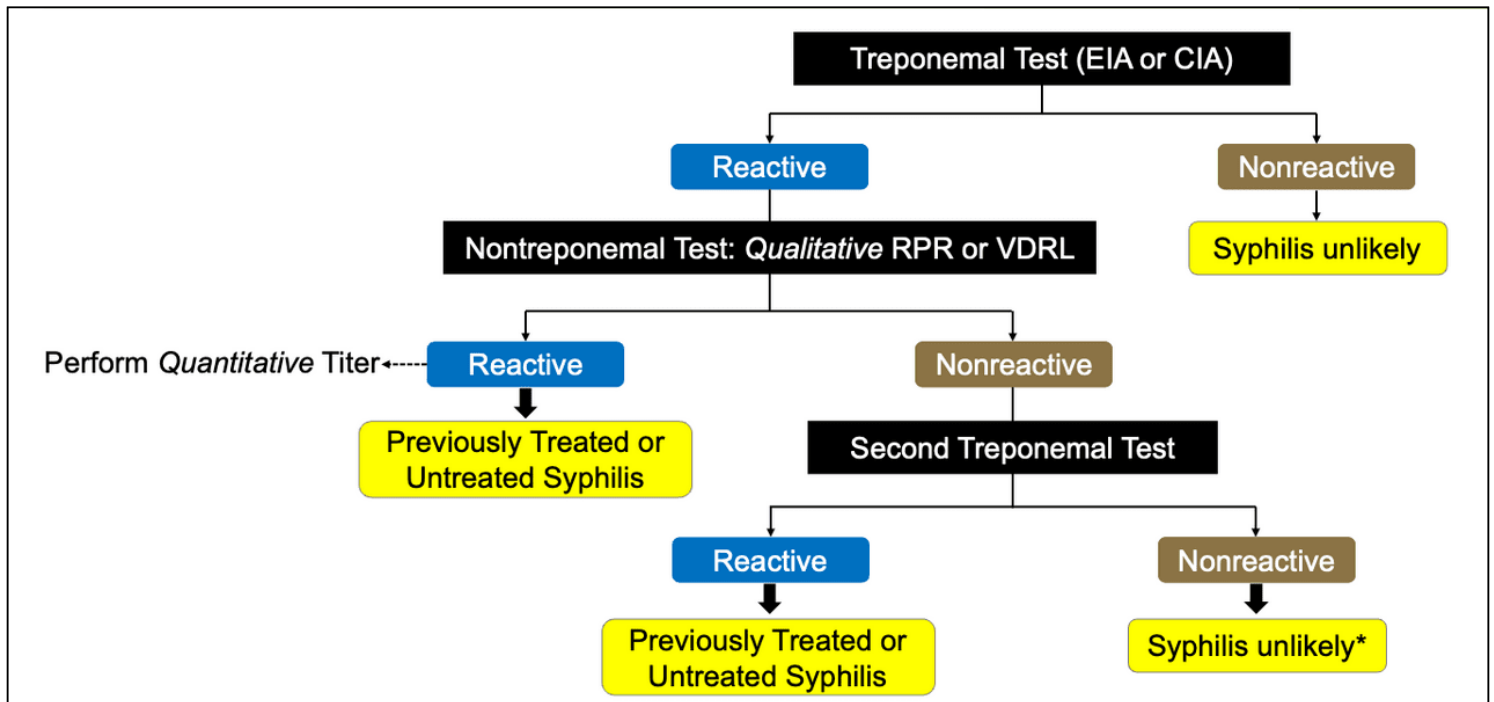 Treponemal Test (EIA or CIA)
Reactive
Nonreactive
Nontreponemal Test: Qualitative RPR or VDRL
Syphilis unlikely
Perform Quantitative Titer
Reactive
Nonreactive
Previously Treated or
Untreated Syphilis
Second Treponemal Test
Reactive
Nonreactive
Previously Treated or
Untreated Syphilis
Syphilis unlikely*